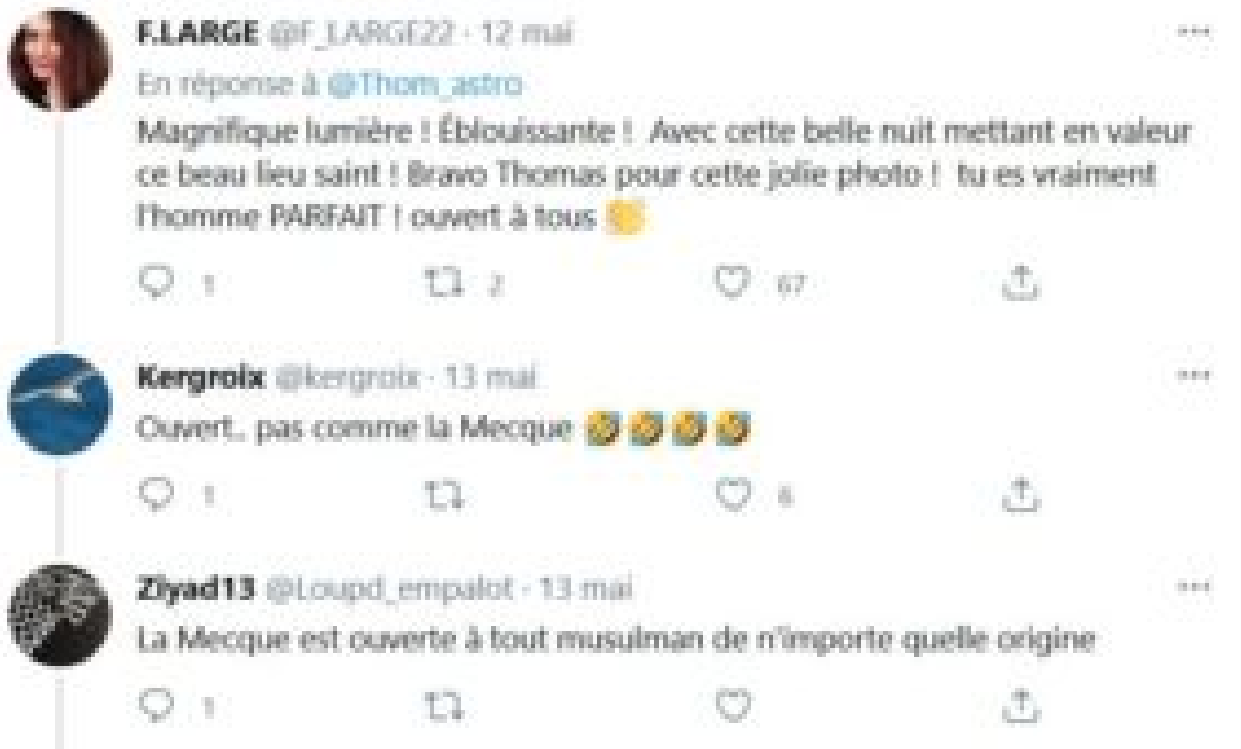 F.LARGE @F_LARGE22 · 12 mai
En réponse à @Thom_astro
Magnifique lumière ! Éblouissante ! Avec cette belle nuit mettant en valeur
ce beau lieu saint ! Bravo Thomas pour cette jolie photo ! tu es vraiment
l'homme PARFAIT ! ouvert à tous
1 2 67
Kergroix @kergroix · 13 mai
Ouvert.. pas comme la Mecque 🤣🤣🤣🤣
1 6
Ziyad13 @Loupd_empalot · 13 mai
La Mecque est ouverte à tout musulman de n'importe quelle origine
1